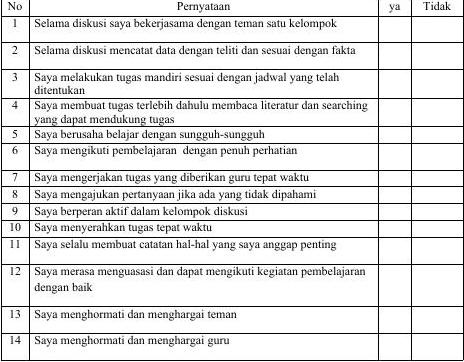 No Pernyataan ya Tidak
1 Selama diskusi saya bekerjasama dengan teman satu kelompok
2 Selama diskusi mencatat data dengan teliti dan sesuai dengan fakta
3 Saya melakukan tugas mandiri sesuai dengan jadwal yang telah
ditentukan
4 Saya membuat tugas terlebih dahulu membaca literatur dan searching
yang dapat mendukung tugas
5 Saya berusaha belajar dengan sungguh-sungguh
6 Saya mengikuti pembelajaran dengan penuh perhatian
7 Saya mengerjakan tugas yang diberikan guru tepat waktu
8 Saya mengajukan pertanyaan jika ada yang tidak dipahami
9 Saya berperan aktif dalam kelompok diskusi
10 Saya menyerahkan tugas tepat waktu
11 Saya selalu membuat catatan hal-hal yang saya anggap penting
12 Saya merasa menguasasi dan dapat mengikuti kegiatan pembelajaran
dengan baik
13 Saya menghormati dan menghargai teman
14 Saya menghormati dan menghargai guru